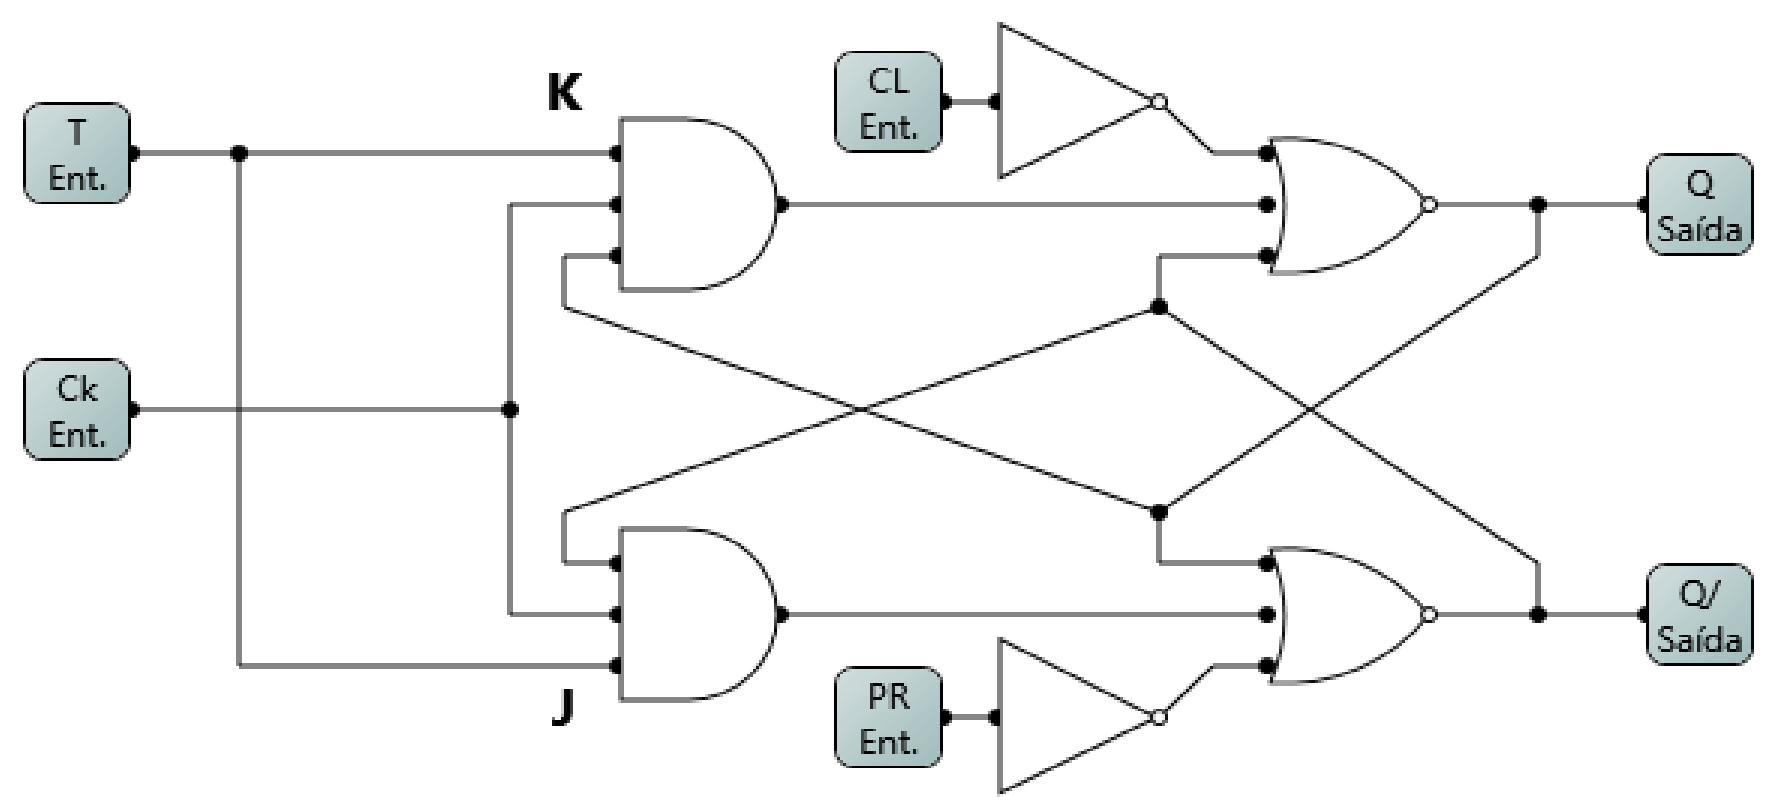 K
CL
Ent.
T
Ent.
Q
Saída
Ck
Ent.
Q/
Saída
J
PR
Ent.